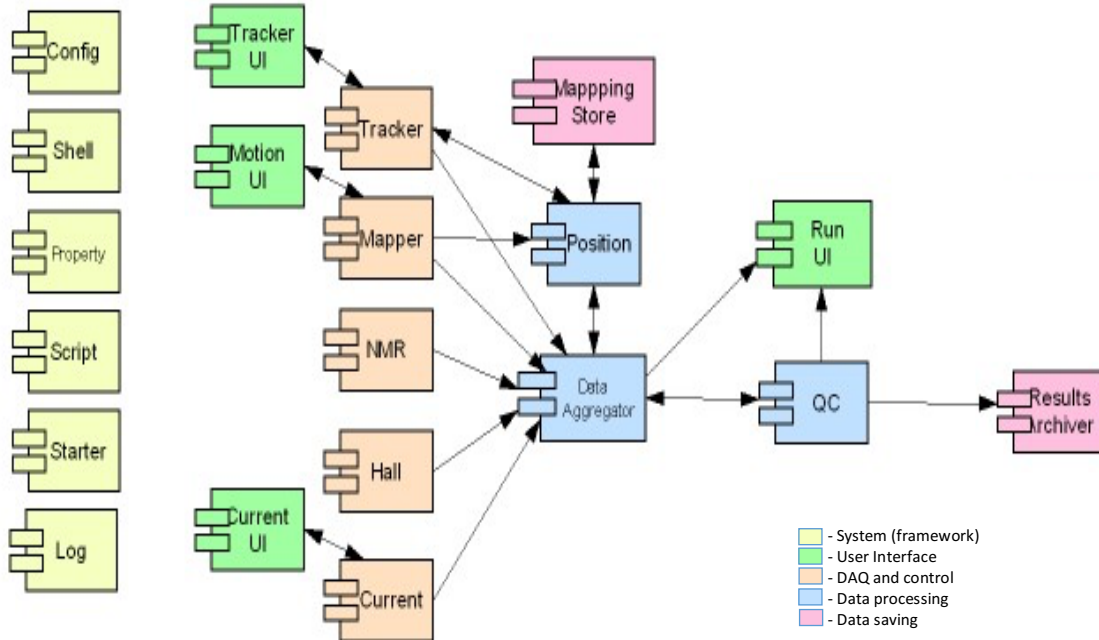 Config
Shell
Property
Script
Starter
Log
Tracker
UI
Motion
UI
Current
UI
Tracker
Mapper
NMR
Hall
Current
Mappping
Store
Position
Data
Aggregator
Run
UI
QC
Results
Archiver
- System (framework)
- User Interface
- DAQ and control
- Data processing
- Data saving